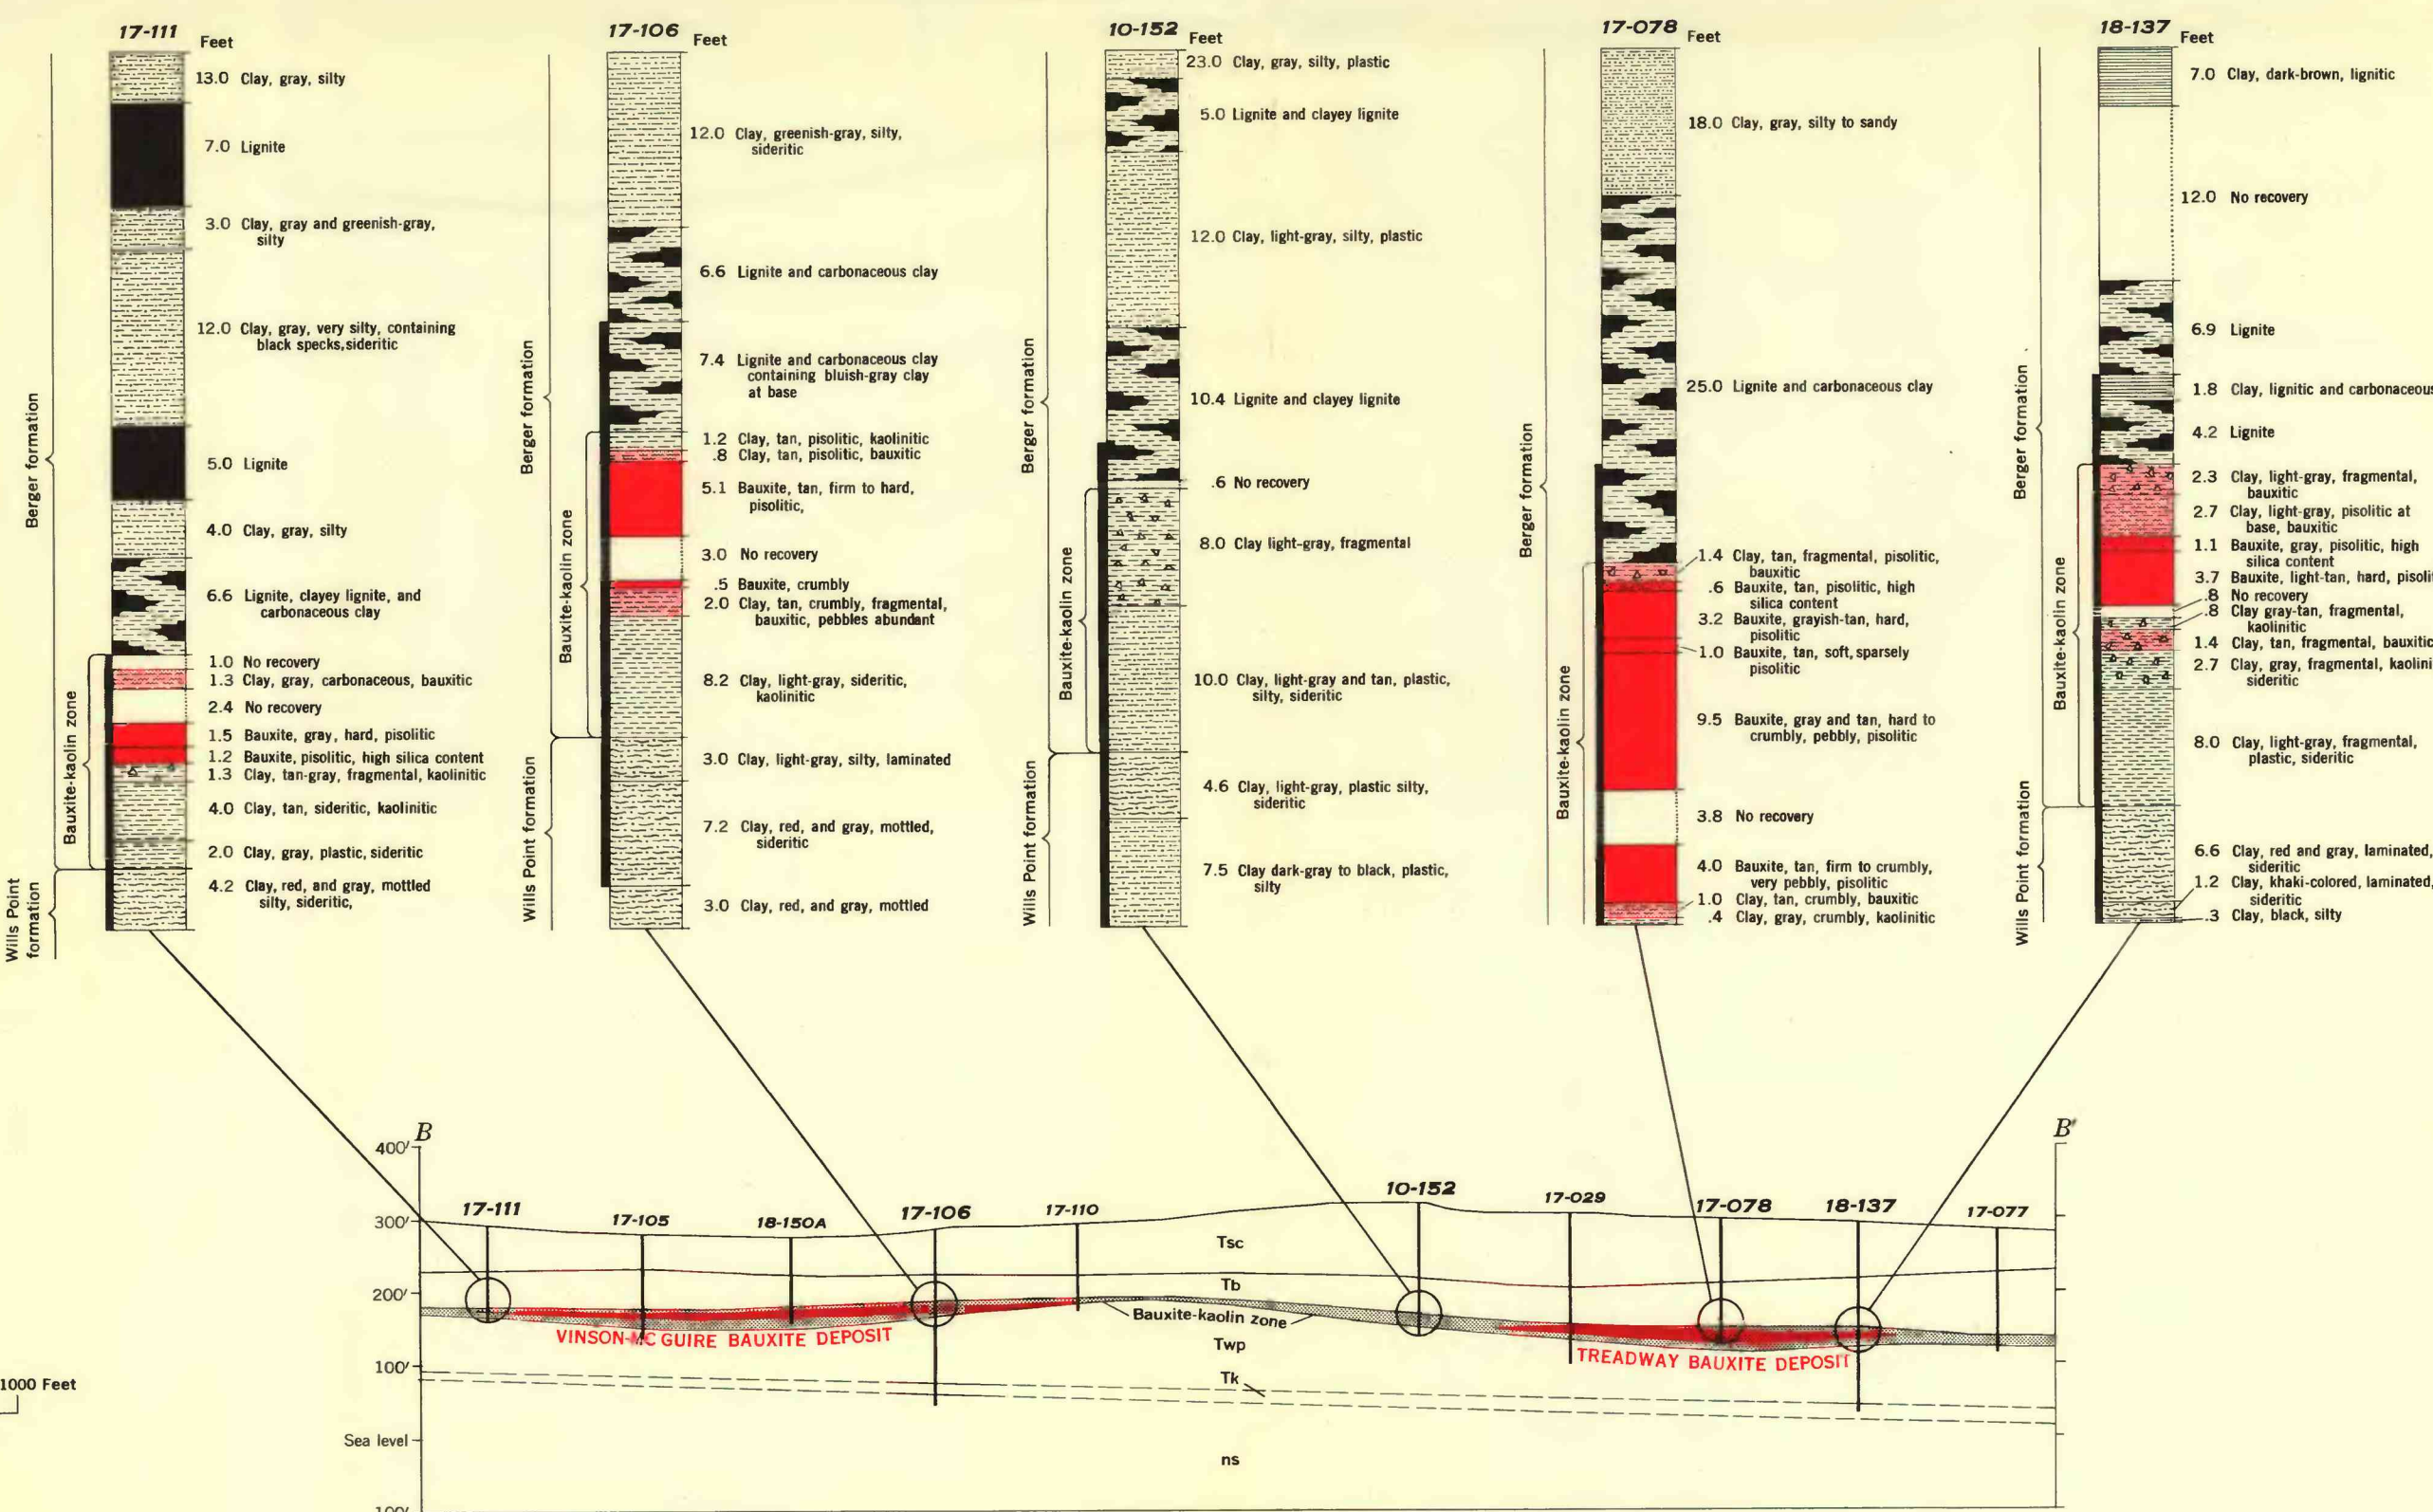 17-111
Feet
13.0 Clay, gray, silty
7.0 Lignite
3.0 Clay, gray and greenish-gray,
silty
12.0 Clay, gray, very silty, containing
black specks,sideritic
5.0 Lignite
4.0 Clay, gray, silty
6.6 Lignite, clayey lignite, and
carbonaceous clay
1.0 No recovery
1.3 Clay, gray, carbonaceous, bauxitic
2.4 No recovery
1.5 Bauxite, gray, hard, pisolitic
1.2 Bauxite, pisolitic, high silica content
1.3 Clay, tan-gray, fragmental, kaolinitic
4.0 Clay, tan, sideritic, kaolinitic
2.0 Clay, gray, plastic, sideritic
4.2 Clay, red, and gray, mottled
silty, sideritic,
Berger formation
Bauxite-kaolin zone
Wills Point
formation
17-106
Feet
12.0 Clay, greenish-gray, silty,
sideritic
6.6 Lignite and carbonaceous clay
7.4 Lignite and carbonaceous clay
containing bluish-gray clay
at base
1.2 Clay, tan, pisolitic, kaolinitic
.8 Clay, tan, pisolitic, bauxitic
5.1 Bauxite, tan, firm to hard,
pisolitic,
3.0 No recovery
.5 Bauxite, crumbly
2.0 Clay, tan, crumbly, fragmental,
bauxitic, pebbles abundant
8.2 Clay, light-gray, sideritic,
kaolinitic
3.0 Clay, light-gray, silty, laminated
7.2 Clay, red, and gray, mottled,
sideritic
3.0 Clay, red, and gray, mottled
Berger formation
Bauxite-kaolin zone
Wills Point formation
10-152
Feet
23.0 Clay, gray, silty, plastic
5.0 Lignite and clayey lignite
12.0 Clay, light-gray, silty, plastic
10.4 Lignite and clayey lignite
.6 No recovery
8.0 Clay light-gray, fragmental
10.0 Clay, light-gray and tan, plastic,
silty, sideritic
4.6 Clay, light-gray, plastic silty,
sideritic
7.5 Clay dark-gray to black, plastic,
silty
Berger formation
Bauxite-kaolin zone
Wills Point formation
17-078
Feet
18.0 Clay, gray, silty to sandy
25.0 Lignite and carbonaceous clay
1.4 Clay, tan, fragmental, pisolitic,
bauxitic
.6 Bauxite, tan, pisolitic, high
silica content
3.2 Bauxite, grayish-tan, hard,
pisolitic
1.0 Bauxite, tan, soft, sparsely
pisolitic
9.5 Bauxite, gray and tan, hard to
crumbly, pebbly, pisolitic
3.8 No recovery
4.0 Bauxite, tan, firm to crumbly,
very pebbly, pisolitic
1.0 Clay, tan, crumbly, bauxitic
.4 Clay, gray, crumbly, kaolinitic
Berger formation
Bauxite-kaolin zone
18-137
Feet
7.0 Clay, dark-brown, lignitic
12.0 No recovery
6.9 Lignite
1.8 Clay, lignitic and carbonaceous
4.2 Lignite
2.3 Clay, light-gray, fragmental,
bauxitic
2.7 Clay, light-gray, pisolitic at
base, bauxitic
1.1 Bauxite, gray, pisolitic, high
silica content
3.7 Bauxite, light-tan, hard, pisoli
.8 No recovery
.8 Clay gray-tan, fragmental,
kaolinitic
1.4 Clay, tan, fragmental, bauxitic
2.7 Clay, gray, fragmental, kaolini
sideritic
8.0 Clay, light-gray, fragmental,
plastic, sideritic
6.6 Clay, red and gray, laminated,
sideritic
1.2 Clay, khaki-colored, laminated,
sideritic
.3 Clay, black, silty
Berger formation
Bauxite-kaolin zone
Wills Point formation
B
B'
400'
300'
200'
100'
Sea level
100'
17-111
17-105
18-150A
17-106
17-110
10-152
17-029
17-078
18-137
17-077
Tsc
Tb
Bauxite-kaolin zone
VINSON-MC GUIRE BAUXITE DEPOSIT
TREADWAY BAUXITE DEPOSIT
Twp
Tk
ns
1000 Feet